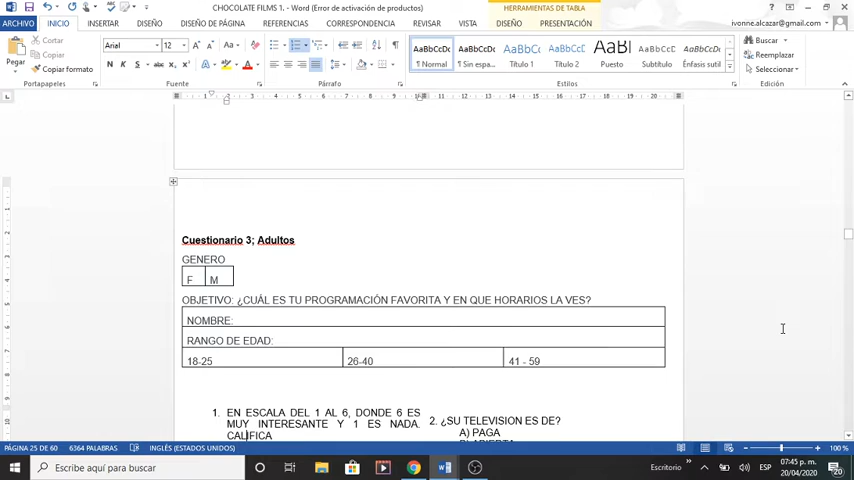 CHOCOLATE FILMS 1. - Word (Error de activación de productos)
HERRAMIENTAS DE TABLA
ARCHIVO INICIO INSERTAR DISEÑO DISEÑO DE PÁGINA REFERENCIAS CORRESPONDENCIA REVISAR VISTA DISEÑO PRESENTACIÓN
ivonne.alcazar@gmail.com
Pegar
Cortar
Copiar
Copiar formato
Portapapeles
Arial 12
N K S abc x₂ x²
Fuente
Párrafo
AaBbCcDc AaBbCcDc AaBbC AaBbCcC AaBl AaBbCcC AaBbCcDc
¶ Normal ¶ Sin espa... Título 1 Título 2 Puesto Subtítulo Énfasis sutil
Estilos
Buscar
Reemplazar
Seleccionar
Edición
Cuestionario 3; Adultos
GENERO
F M
OBJETIVO: ¿CUÁL ES TU PROGRAMACIÓN FAVORITA Y EN QUE HORARIOS LA VES?
NOMBRE:
RANGO DE EDAD:
18-25 26-40 41 - 59
1. EN ESCALA DEL 1 AL 6, DONDE 6 ES
MUY INTERESANTE Y 1 ES NADA.
CALIFICA
2. ¿SU TELEVISION ES DE?
A) PAGA
PÁGINA 25 DE 60 6364 PALABRAS INGLÉS (ESTADOS UNIDOS) 100 %
Escribe aquí para buscar
Escritorio
ESP
07:45 p. m.
20/04/2020
20